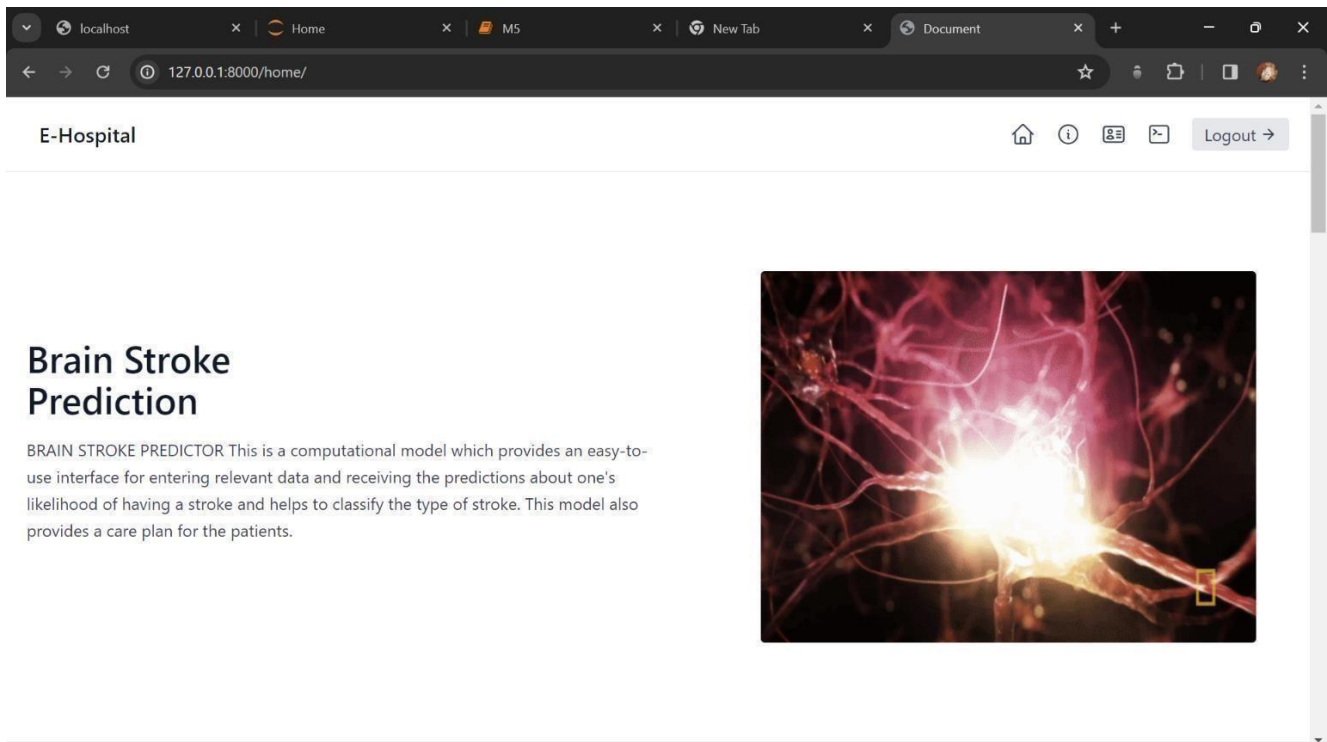 localhost
Home
M5
New Tab
Document
127.0.0.1:8000/home/
E-Hospital
Logout →
Brain Stroke
Prediction
BRAIN STROKE PREDICTOR This is a computational model which provides an easy-to-
use interface for entering relevant data and receiving the predictions about one's
likelihood of having a stroke and helps to classify the type of stroke. This model also
provides a care plan for the patients.